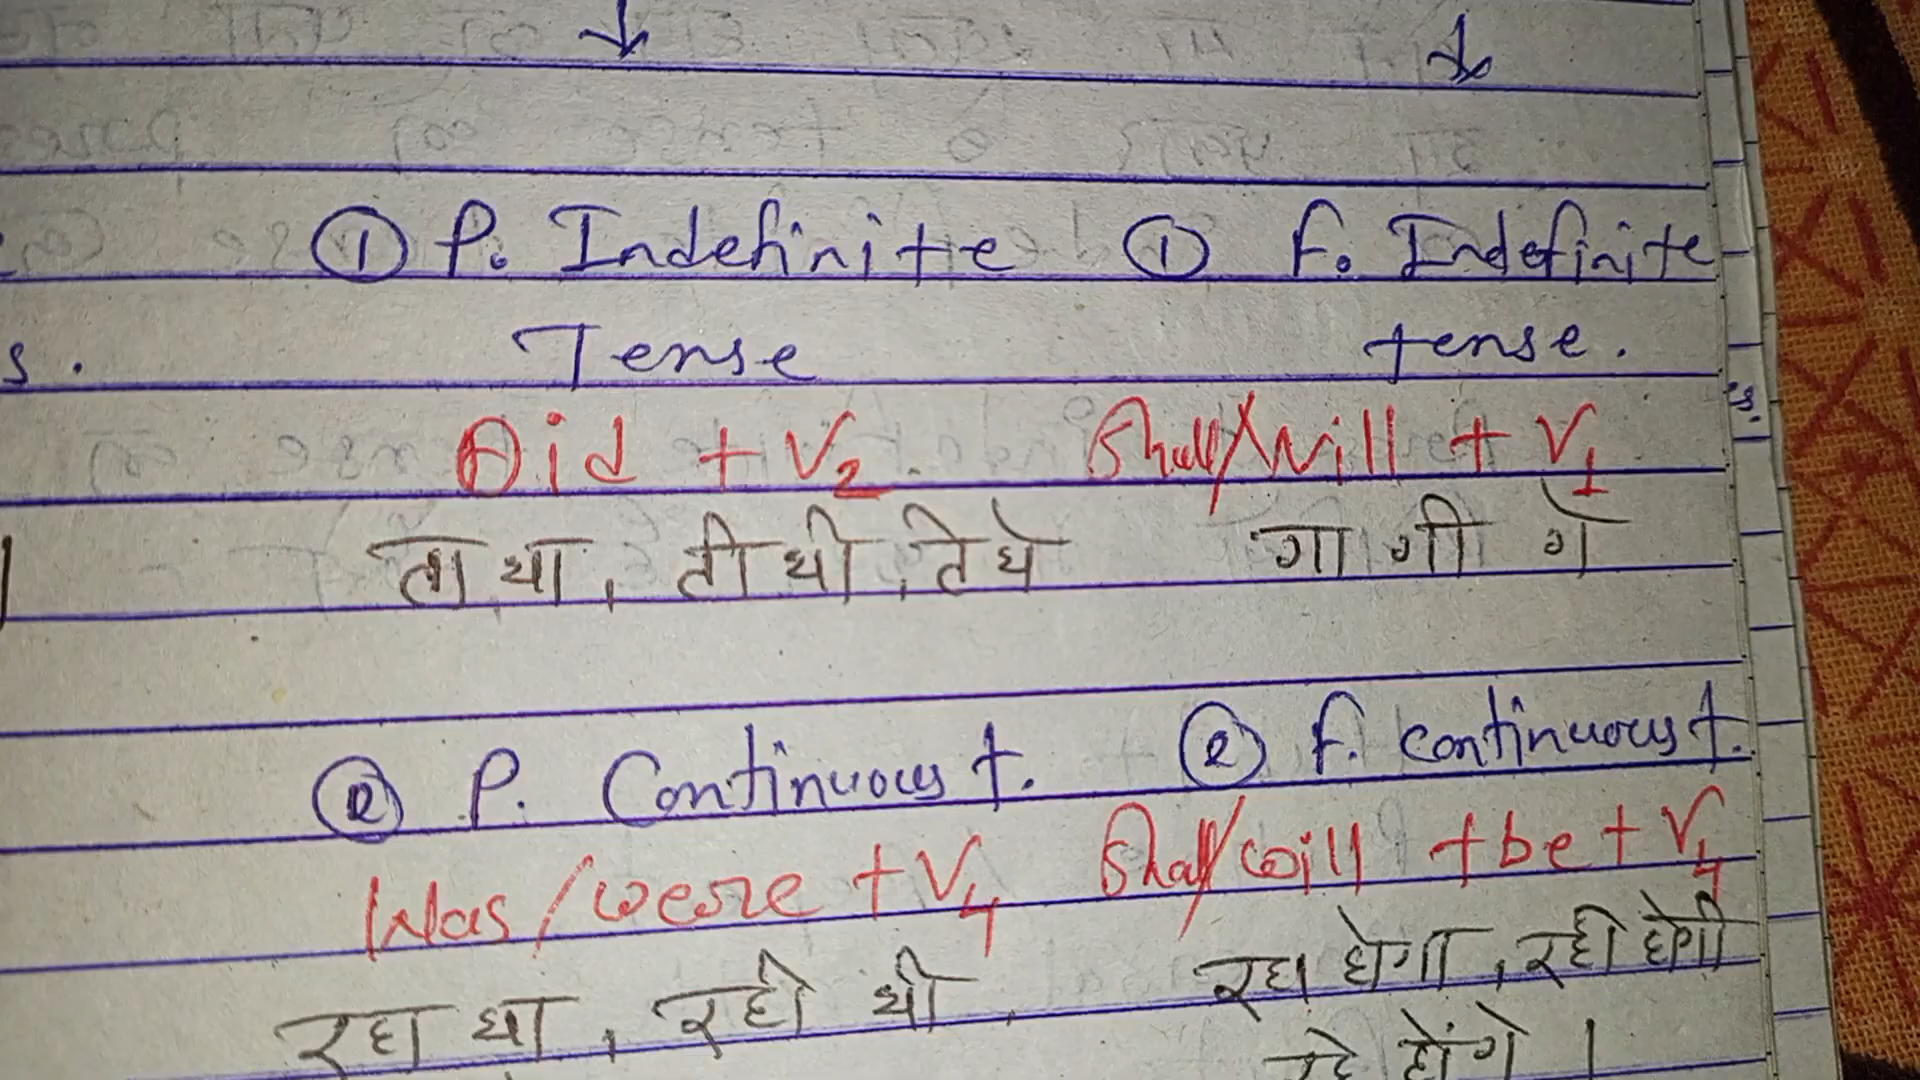 ① P. Indefinite ① F. Indefinite
s. Tense tense.
Did + V2. Shall/will + V1
ता था, ती थी, ते थे गा गी गे
② P. Continuous t. ② F. continuous t.
Was/were + V4 Shall/will + be + V4
रहा था, रही थी रहा होगा, रही होगी
रहे होंगे ।